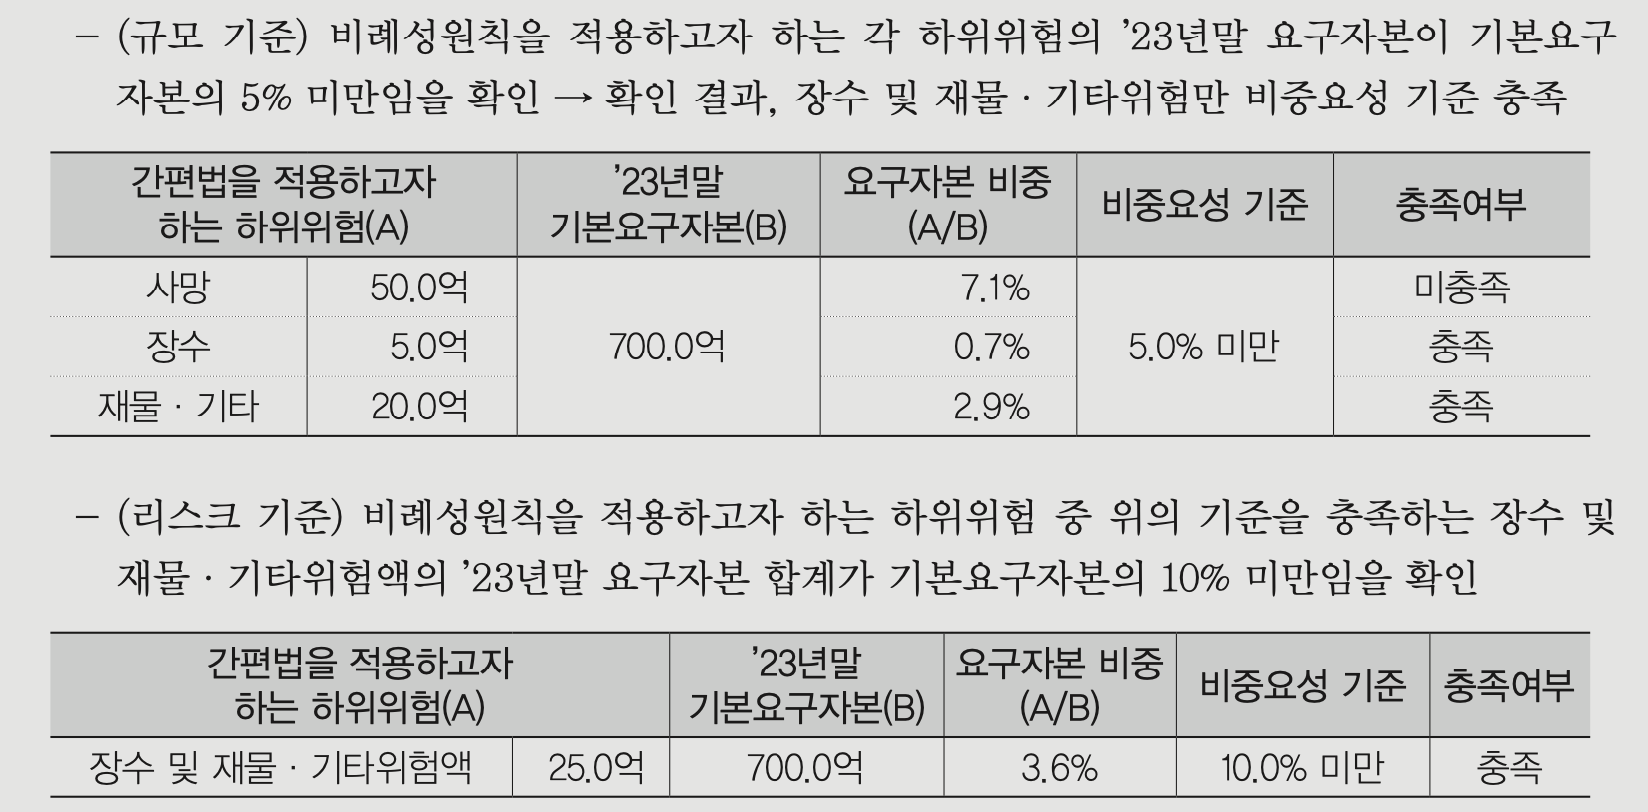 – (규모 기준) 비례성원칙을 적용하고자 하는 각 하위위험의 ’23년말 요구자본이 기본요구
자본의 5% 미만임을 확인 → 확인 결과, 장수 및 재물 · 기타위험만 비중요성 기준 충족
간편법을 적용하고자 하는 하위위험(A) ’23년말 기본요구자본(B) 요구자본 비중 (A/B) 비중요성 기준 충족여부
사망 50.0억 7.1% 미충족
장수 5.0억 700.0억 0.7% 5.0% 미만 충족
재물 · 기타 20.0억 2.9% 충족
– (리스크 기준) 비례성원칙을 적용하고자 하는 하위위험 중 위의 기준을 충족하는 장수 및
재물 · 기타위험액의 ’23년말 요구자본 합계가 기본요구자본의 10% 미만임을 확인
간편법을 적용하고자 하는 하위위험(A) ’23년말 기본요구자본(B) 요구자본 비중 (A/B) 비중요성 기준 충족여부
장수 및 재물 · 기타위험액 25.0억 700.0억 3.6% 10.0% 미만 충족